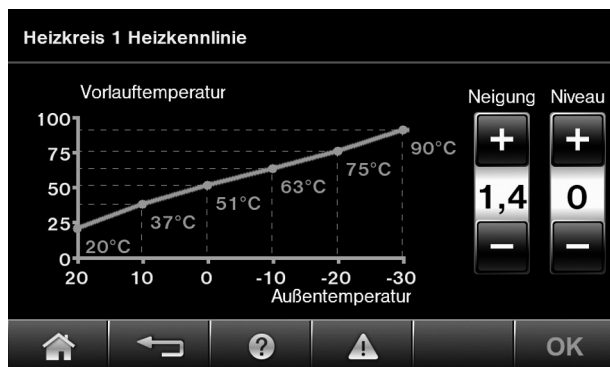 Heizkreis 1 Heizkennlinie
Vorlauftemperatur
Neigung Niveau
100
75
50
25
0
20°C
37°C
51°C
63°C
75°C
90°C
20 10 0 -10 -20 -30
Außentemperatur
+ +
1,4 0
− −
? ! OK